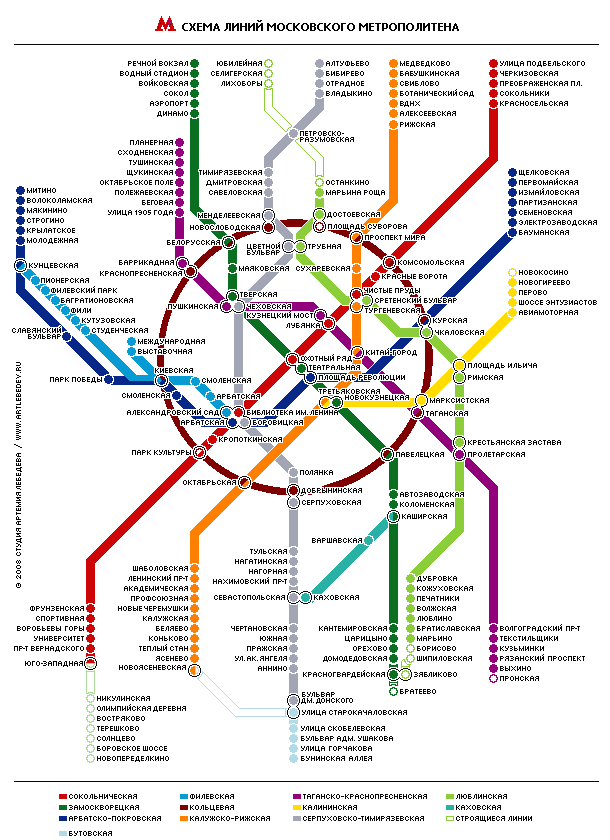 СХЕМА ЛИНИЙ МОСКОВСКОГО МЕТРОПОЛИТЕНА
РЕЧНОЙ ВОКЗАЛ
ВОДНЫЙ СТАДИОН
ВОЙКОВСКАЯ
СОКОЛ
АЭРОПОРТ
ДИНАМО
ЮБИЛЕЙНАЯ
СЕЛИГЕРСКАЯ
ЛИХОБОРЫ
АЛТУФЬЕВО
БИБИРЕВО
ОТРАДНОЕ
ВЛАДЫКИНО
ПЕТРОВСКО-
РАЗУМОВСКАЯ
МЕДВЕДКОВО
БАБУШКИНСКАЯ
СВИБЛОВО
БОТАНИЧЕСКИЙ САД
ВДНХ
АЛЕКСЕЕВСКАЯ
РИЖСКАЯ
УЛИЦА ПОДБЕЛЬСКОГО
ЧЕРКИЗОВСКАЯ
ПРЕОБРАЖЕНСКАЯ ПЛ.
СОКОЛЬНИКИ
КРАСНОСЕЛЬСКАЯ
ПЛАНЕРНАЯ
СХОДНЕНСКАЯ
ТУШИНСКАЯ
ЩУКИНСКАЯ
ОКТЯБРЬСКОЕ ПОЛЕ
ПОЛЕЖАЕВСКАЯ
БЕГОВАЯ
УЛИЦА 1905 ГОДА
ТИМИРЯЗЕВСКАЯ
ДМИТРОВСКАЯ
САВЕЛОВСКАЯ
ОСТАНКИНО
МАРЬИНА РОЩА
ЩЕЛКОВСКАЯ
ПЕРВОМАЙСКАЯ
ИЗМАЙЛОВСКАЯ
ПАРТИЗАНСКАЯ
СЕМЕНОВСКАЯ
ЭЛЕКТРОЗАВОДСКАЯ
БАУМАНСКАЯ
МИТИНО
ВОЛОКОЛАМСКАЯ
МЯКИНИНО
СТРОГИНО
КРЫЛАТСКОЕ
МОЛОДЕЖНАЯ
МЕНДЕЛЕЕВСКАЯ
НОВОСЛОБОДСКАЯ
ДОСТОЕВСКАЯ
ПЛОЩАДЬ СУВОРОВА
ПРОСПЕКТ МИРА
БЕЛОРУССКАЯ
ЦВЕТНОЙ
БУЛЬВАР
ТРУБНАЯ
КУНЦЕВСКАЯ
ПИОНЕРСКАЯ
ФИЛЕВСКИЙ ПАРК
БАГРАТИОНОВСКАЯ
ФИЛИ
КУТУЗОВСКАЯ
СТУДЕНЧЕСКАЯ
СЛАВЯНСКИЙ
БУЛЬВАР
БАРРИКАДНАЯ
КРАСНОПРЕСНЕНСКАЯ
МАЯКОВСКАЯ
СУХАРЕВСКАЯ
КОМСОМОЛЬСКАЯ
КРАСНЫЕ ВОРОТА
НОВОКОСИНО
НОВОГИРЕЕВО
ПЕРОВО
ШОССЕ ЭНТУЗИАСТОВ
АВИАМОТОРНАЯ
ТВЕРСКАЯ
ПУШКИНСКАЯ
ЧЕХОВСКАЯ
КУЗНЕЦКИЙ МОСТ
ЛУБЯНКА
ЧИСТЫЕ ПРУДЫ
СРЕТЕНСКИЙ БУЛЬВАР
ТУРГЕНЕВСКАЯ
КУРСКАЯ
ЧКАЛОВСКАЯ
МЕЖДУНАРОДНАЯ
ВЫСТАВОЧНАЯ
КИТАЙ-ГОРОД
ОХОТНЫЙ РЯД
ТЕАТРАЛЬНАЯ
ПЛОЩАДЬ РЕВОЛЮЦИИ
ПЛОЩАДЬ ИЛЬИЧА
РИМСКАЯ
ПАРК ПОБЕДЫ
КИЕВСКАЯ
СМОЛЕНСКАЯ
СМОЛЕНСКАЯ
АРБАТСКАЯ
ТРЕТЬЯКОВСКАЯ
НОВОКУЗНЕЦКАЯ
МАРКСИСТСКАЯ
ТАГАНСКАЯ
АЛЕКСАНДРОВСКИЙ САД
БИБЛИОТЕКА ИМ. ЛЕНИНА
АРБАТСКАЯ
БОРОВИЦКАЯ
КРОПОТКИНСКАЯ
ПАРК КУЛЬТУРЫ
КРЕСТЬЯНСКАЯ ЗАСТАВА
ПРОЛЕТАРСКАЯ
ПАВЕЛЕЦКАЯ
ПОЛЯНКА
ОКТЯБРЬСКАЯ
ДОБРЫНИНСКАЯ
СЕРПУХОВСКАЯ
АВТОЗАВОДСКАЯ
КОЛОМЕНСКАЯ
КАШИРСКАЯ
ВАРШАВСКАЯ
ТУЛЬСКАЯ
НАГАТИНСКАЯ
НАГОРНАЯ
НАХИМОВСКИЙ ПР-Т
СЕВАСТОПОЛЬСКАЯ
КАХОВСКАЯ
ШАБОЛОВСКАЯ
ЛЕНИНСКИЙ ПР-Т
АКАДЕМИЧЕСКАЯ
ПРОФСОЮЗНАЯ
НОВЫЕ ЧЕРЕМУШКИ
КАЛУЖСКАЯ
БЕЛЯЕВО
КОНЬКОВО
ТЕПЛЫЙ СТАН
ЯСЕНЕВО
НОВОЯСЕНЕВСКАЯ
ФРУНЗЕНСКАЯ
СПОРТИВНАЯ
ВОРОБЬЕВЫ ГОРЫ
УНИВЕРСИТЕТ
ПР-Т ВЕРНАДСКОГО
ЮГО-ЗАПАДНАЯ
ДУБРОВКА
КОЖУХОВСКАЯ
ПЕЧАТНИКИ
ВОЛЖСКАЯ
ЛЮБЛИНО
БРАТИСЛАВСКАЯ
МАРЬИНО
БОРИСОВО
ШИПИЛОВСКАЯ
ЗЯБЛИКОВО
ЧЕРТАНОВСКАЯ
ЮЖНАЯ
ПРАЖСКАЯ
УЛ. АК. ЯНГЕЛЯ
АННИНО
БУЛЬВАР
ДМ. ДОНСКОГО
КАНТЕМИРОВСКАЯ
ЦАРИЦЫНО
ОРЕХОВО
ДОМОДЕДОВСКАЯ
КРАСНОГВАРДЕЙСКАЯ
БРАТЕЕВО
ВОЛГОГРАДСКИЙ ПР-Т
ТЕКСТИЛЬЩИКИ
КУЗЬМИНКИ
РЯЗАНСКИЙ ПРОСПЕКТ
ВЫХИНО
ПРОНСКАЯ
НИКУЛИНСКАЯ
ОЛИМПИЙСКАЯ ДЕРЕВНЯ
ВОСТРЯКОВО
ТЕРЕШКОВО
СОЛНЦЕВО
БОРОВСКОЕ ШОССЕ
НОВОПЕРЕДЕЛКИНО
УЛИЦА СТАРОКАЧАЛОВСКАЯ
УЛИЦА СКОБЕЛЕВСКАЯ
БУЛЬВАР АДМ. УШАКОВА
УЛИЦА ГОРЧАКОВА
БУНИНСКАЯ АЛЛЕЯ
© 2008 СТУДИЯ АРТЕМИЯ ЛЕБЕДЕВА / WWW.ARTLEBEDEV.RU
СОКОЛЬНИЧЕСКАЯ
ФИЛЕВСКАЯ
ТАГАНСКО-КРАСНОПРЕСНЕНСКАЯ
ЛЮБЛИНСКАЯ
ЗАМОСКВОРЕЦКАЯ
КОЛЬЦЕВАЯ
КАЛИНИНСКАЯ
КАХОВСКАЯ
АРБАТСКО-ПОКРОВСКАЯ
КАЛУЖСКО-РИЖСКАЯ
СЕРПУХОВСКО-ТИМИРЯЗЕВСКАЯ
СТРОЯЩИЕСЯ ЛИНИИ
БУТОВСКАЯ